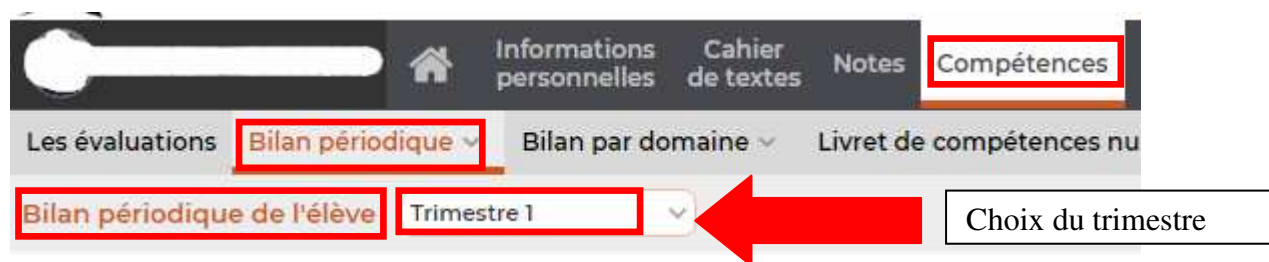 Informations personnelles Cahier de textes Notes Compétences
Les évaluations Bilan périodique Bilan par domaine Livret de compétences nu
Bilan périodique de l'élève Trimestre 1 Choix du trimestre